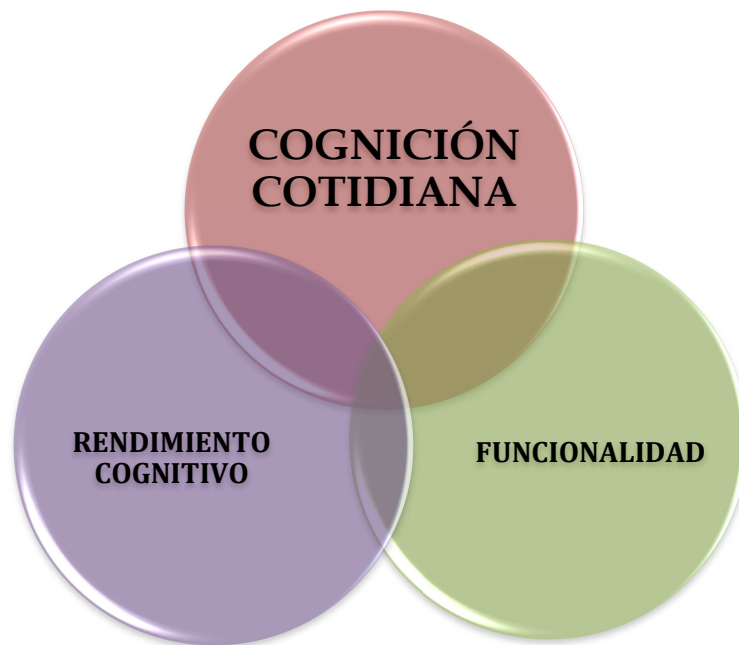 COGNICIÓN
COTIDIANA
RENDIMIENTO
COGNITIVO
FUNCIONALIDAD